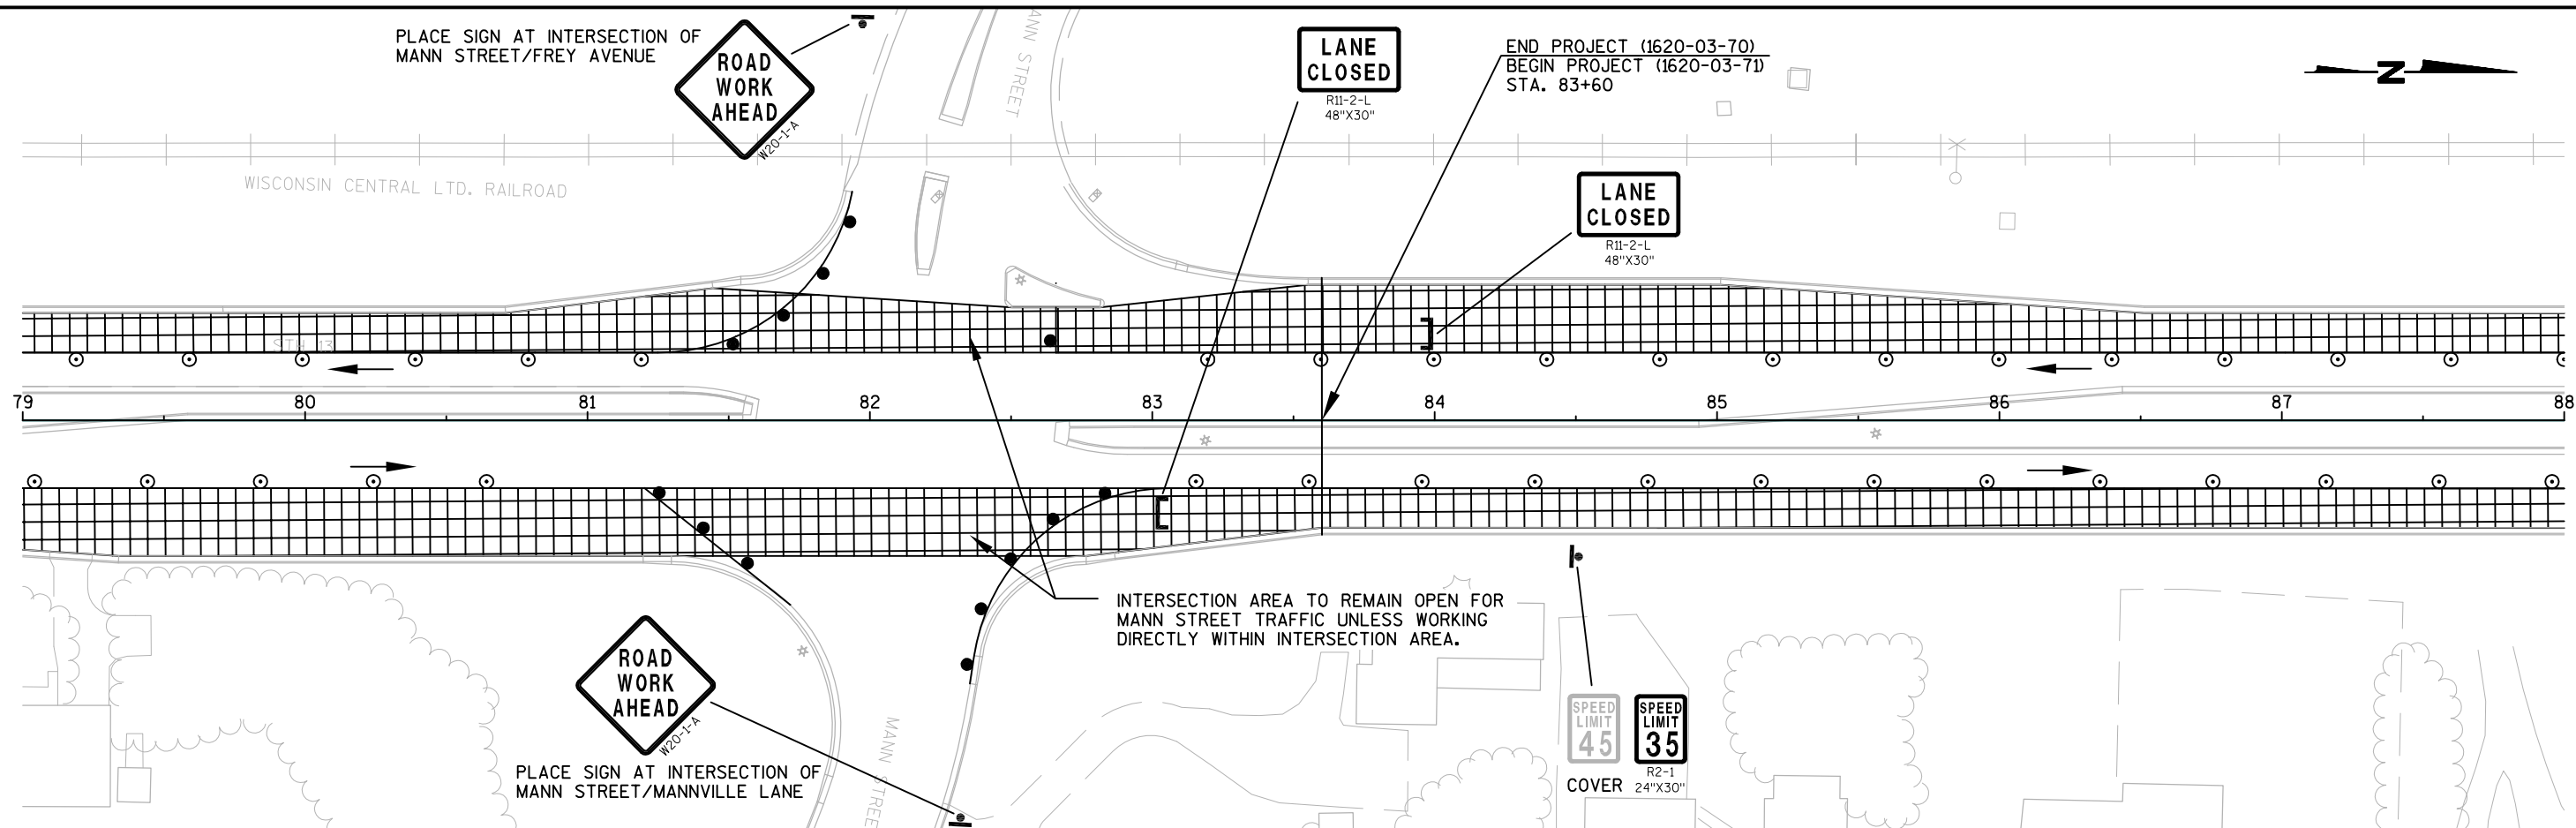 PLACE SIGN AT INTERSECTION OF
MANN STREET/FREY AVENUE
ROAD
WORK
AHEAD
W20-1-A
MANN STREET
LANE
CLOSED
R11-2-L
48"X30"
END PROJECT (1620-03-70)
BEGIN PROJECT (1620-03-71)
STA. 83+60
N
WISCONSIN CENTRAL LTD. RAILROAD
LANE
CLOSED
R11-2-L
48"X30"
STH 13
79 80 81 82 83 84 85 86 87 88
INTERSECTION AREA TO REMAIN OPEN FOR
MANN STREET TRAFFIC UNLESS WORKING
DIRECTLY WITHIN INTERSECTION AREA.
ROAD
WORK
AHEAD
W20-1-A
PLACE SIGN AT INTERSECTION OF
MANN STREET/MANNVILLE LANE
MANN STREE
SPEED
LIMIT
45
COVER
SPEED
LIMIT
35
R2-1
24"X30"